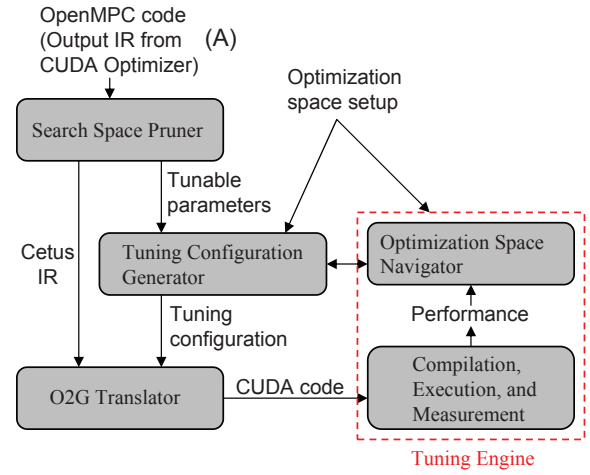 OpenMPC code
(Output IR from
CUDA Optimizer)
(A)
Optimization
space setup
Search Space Pruner
Tunable
parameters
Cetus
IR
Tuning Configuration
Generator
Optimization Space
Navigator
Tuning
configuration
Performance
O2G Translator
CUDA code
Compilation,
Execution, and
Measurement
Tuning Engine